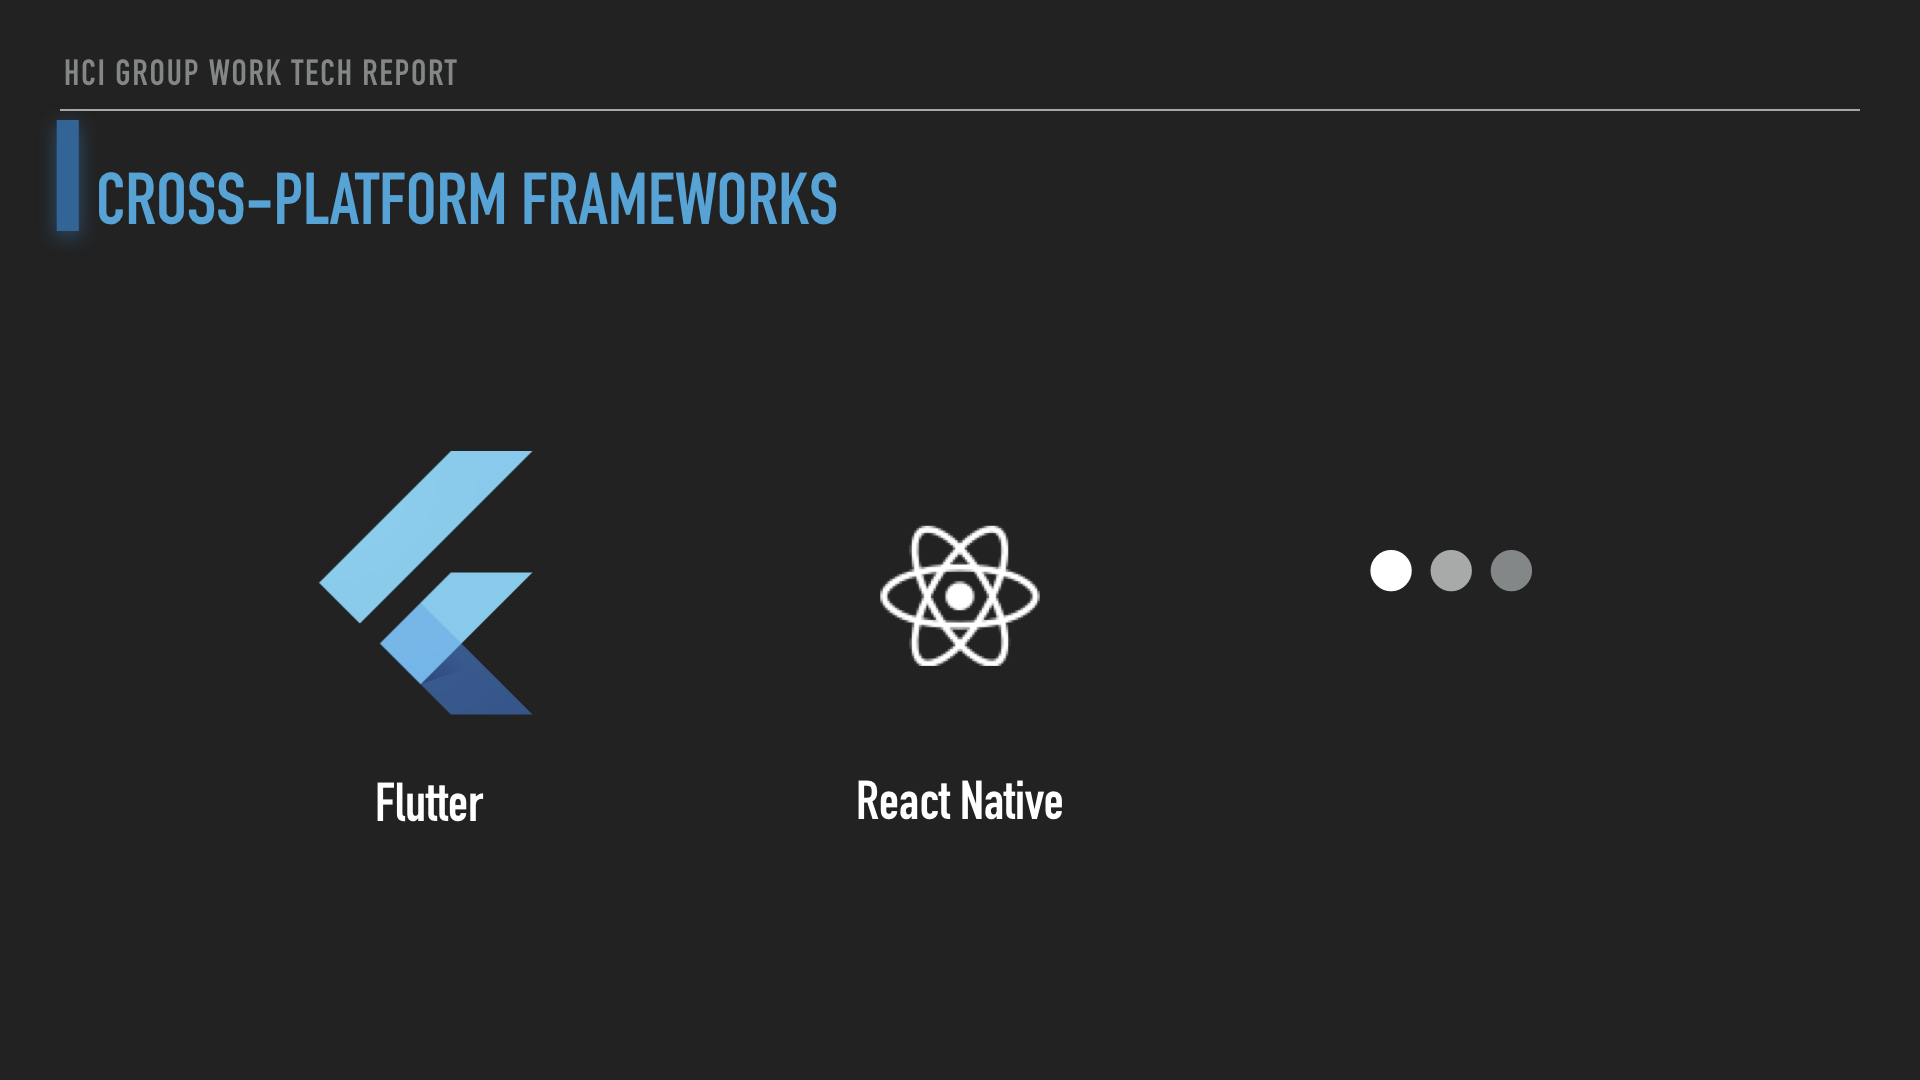 HCI GROUP WORK TECH REPORT
CROSS-PLATFORM FRAMEWORKS
Flutter
React Native